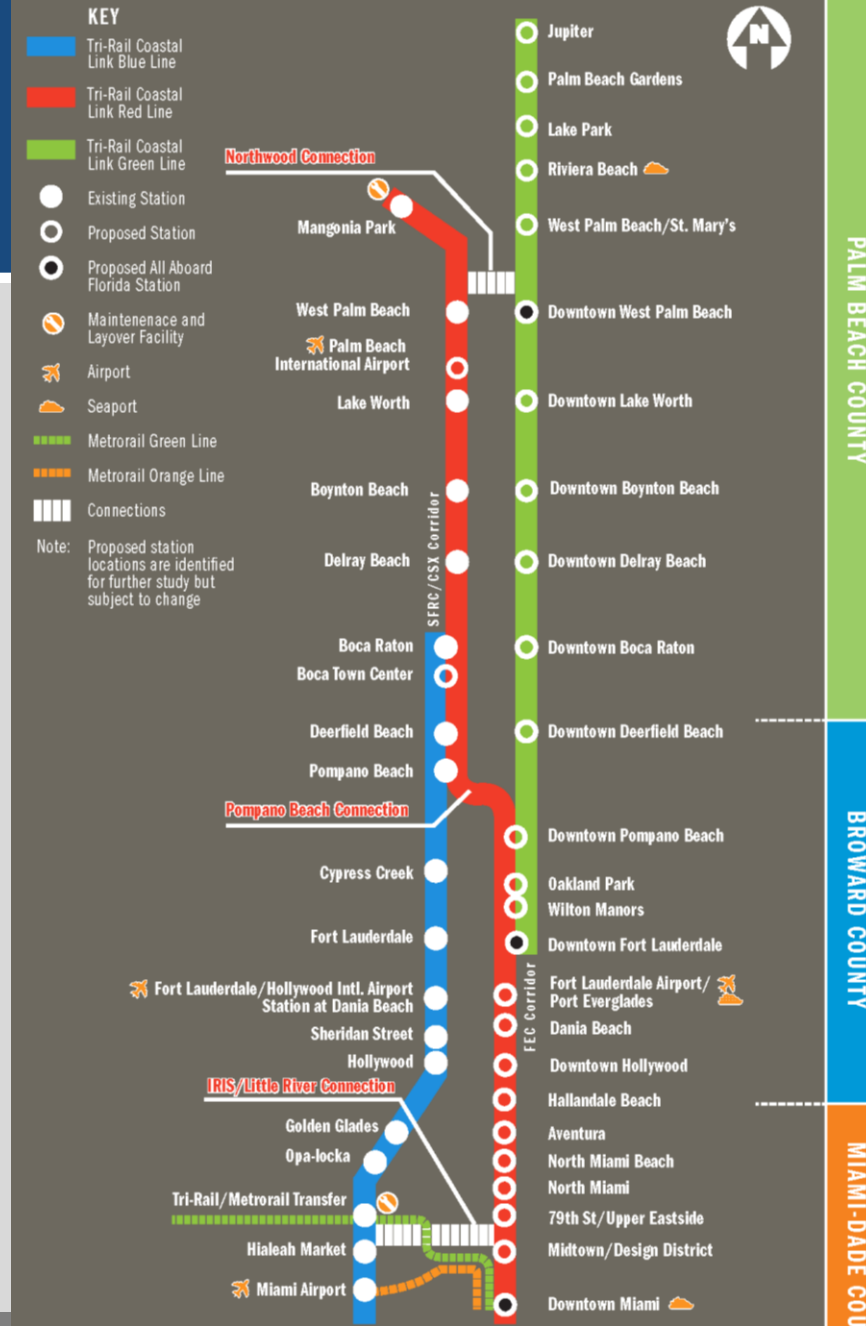 KEY
Tri-Rail Coastal
Link Blue Line
Tri-Rail Coastal
Link Red Line
Tri-Rail Coastal
Link Green Line
Existing Station
Proposed Station
Proposed All Aboard
Florida Station
Maintenenace and
Layover Facility
Airport
Seaport
Metrorail Green Line
Metrorail Orange Line
Connections
Note:
Proposed station
locations are identified
for further study but
subject to change
N
Northwood Connection
Mangonia Park
West Palm Beach
Palm Beach
International Airport
Lake Worth
Boynton Beach
Delray Beach
SFRC/CSX Corridor
Boca Raton
Boca Town Center
Deerfield Beach
Pompano Beach
Pompano Beach Connection
Cypress Creek
Fort Lauderdale
Fort Lauderdale/Hollywood Intl. Airport
Station at Dania Beach
Sheridan Street
Hollywood
IRIS/Little River Connection
Golden Glades
Opa-locka
Tri-Rail/Metrorail Transfer
Hialeah Market
Miami Airport
Jupiter
Palm Beach Gardens
Lake Park
Riviera Beach
West Palm Beach/St. Mary's
Downtown West Palm Beach
Downtown Lake Worth
Downtown Boynton Beach
Downtown Delray Beach
Downtown Boca Raton
Downtown Deerfield Beach
Downtown Pompano Beach
Oakland Park
Wilton Manors
Downtown Fort Lauderdale
FEC Corridor
Fort Lauderdale Airport/
Port Everglades
Dania Beach
Downtown Hollywood
Hallandale Beach
Aventura
North Miami Beach
North Miami
79th St/Upper Eastside
Midtown/Design District
Downtown Miami
PALM BEACH COUNTY
BROWARD COUNTY
MIAMI-DADE COU